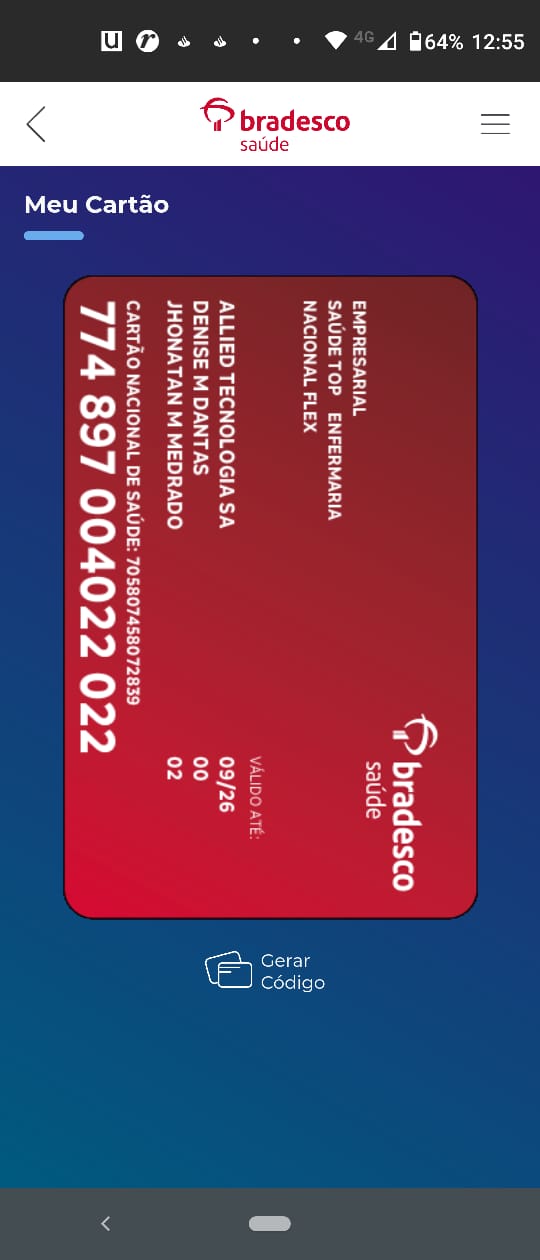 4G 64% 12:55
bradesco
saúde
Meu Cartão
bradesco
saúde
EMPRESARIAL
SAÚDE TOP ENFERMARIA
NACIONAL FLEX
VÁLIDO ATÉ:
ALLIED TECNOLOGIA SA 09/26
DENISE M DANTAS 00
JHONATAN M MEDRADO 02
CARTÃO NACIONAL DE SAÚDE: 705807458072839
774 897 004022 022
Gerar
Código